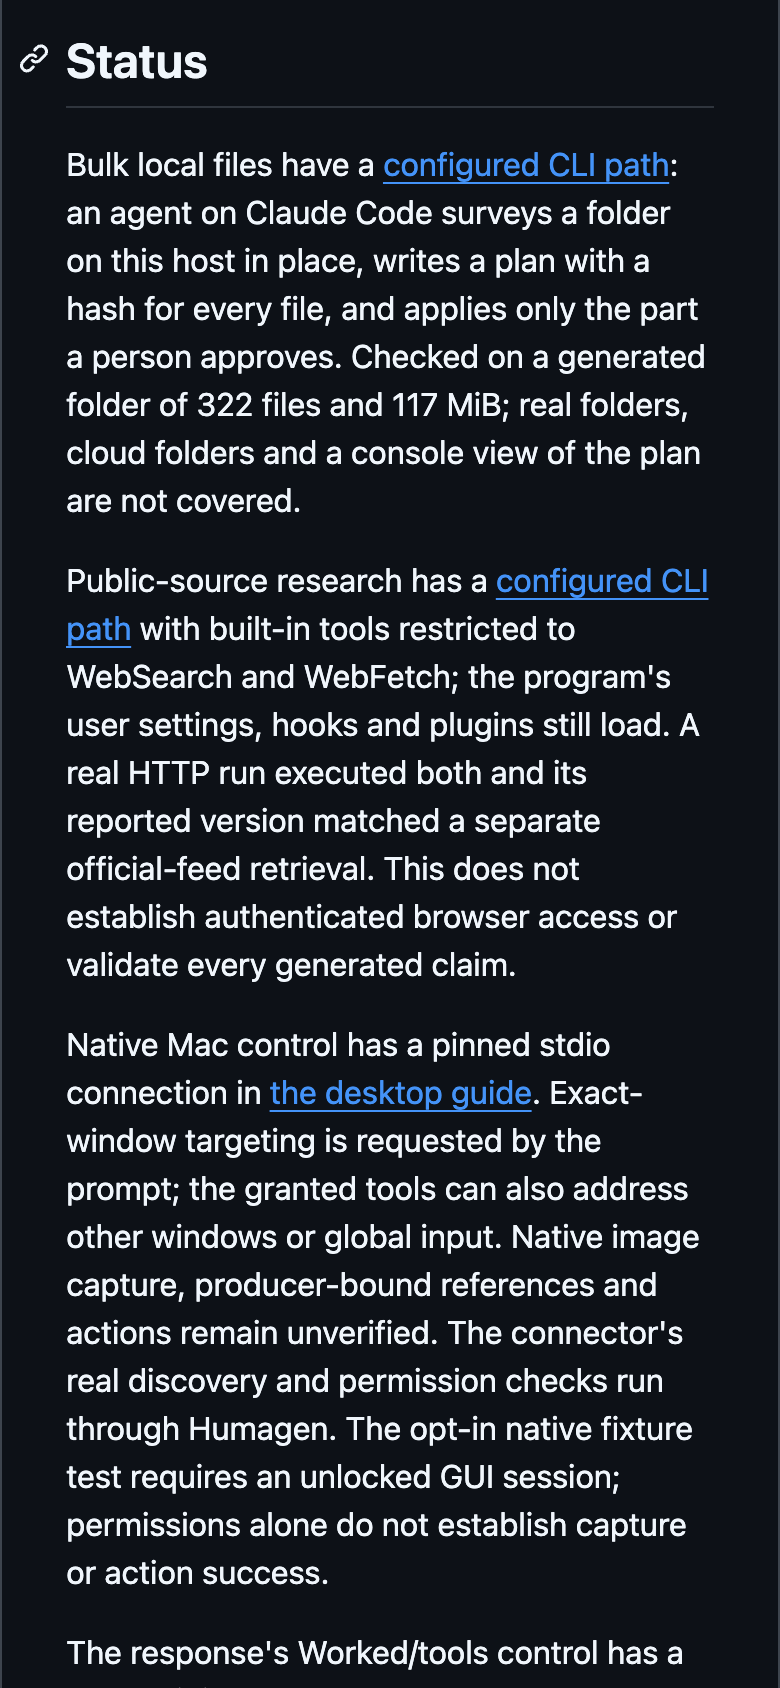 Status
Bulk local files have a configured CLI path:
an agent on Claude Code surveys a folder
on this host in place, writes a plan with a
hash for every file, and applies only the part
a person approves. Checked on a generated
folder of 322 files and 117 MiB; real folders,
cloud folders and a console view of the plan
are not covered.
Public-source research has a configured CLI
path with built-in tools restricted to
WebSearch and WebFetch; the program's
user settings, hooks and plugins still load. A
real HTTP run executed both and its
reported version matched a separate
official-feed retrieval. This does not
establish authenticated browser access or
validate every generated claim.
Native Mac control has a pinned stdio
connection in the desktop guide. Exact-
window targeting is requested by the
prompt; the granted tools can also address
other windows or global input. Native image
capture, producer-bound references and
actions remain unverified. The connector's
real discovery and permission checks run
through Humagen. The opt-in native fixture
test requires an unlocked GUI session;
permissions alone do not establish capture
or action success.
The response's Worked/tools control has a